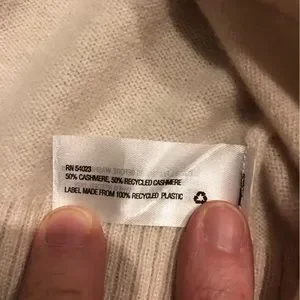 RN 54023
50% CASHMERE, 50% RECYCLED CASHMERE
LABEL MADE FROM 100% RECYCLED PLASTIC